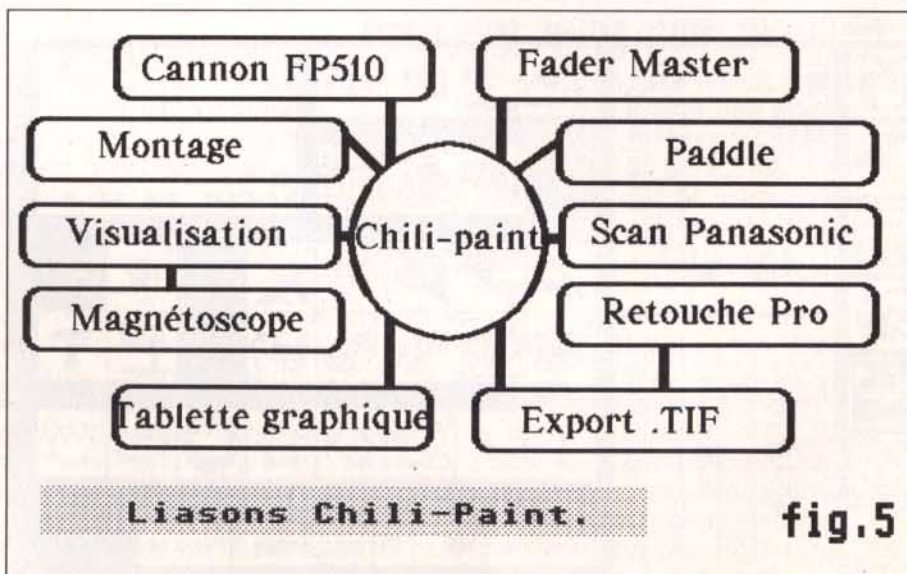 Cannon FP510
Fader Master
Montage
Paddle
Visualisation
Chili-paint
Scan Panasonic
Magnétoscope
Retouche Pro
Tablette graphique
Export .TIF
Liasons Chili-Paint.
fig.5